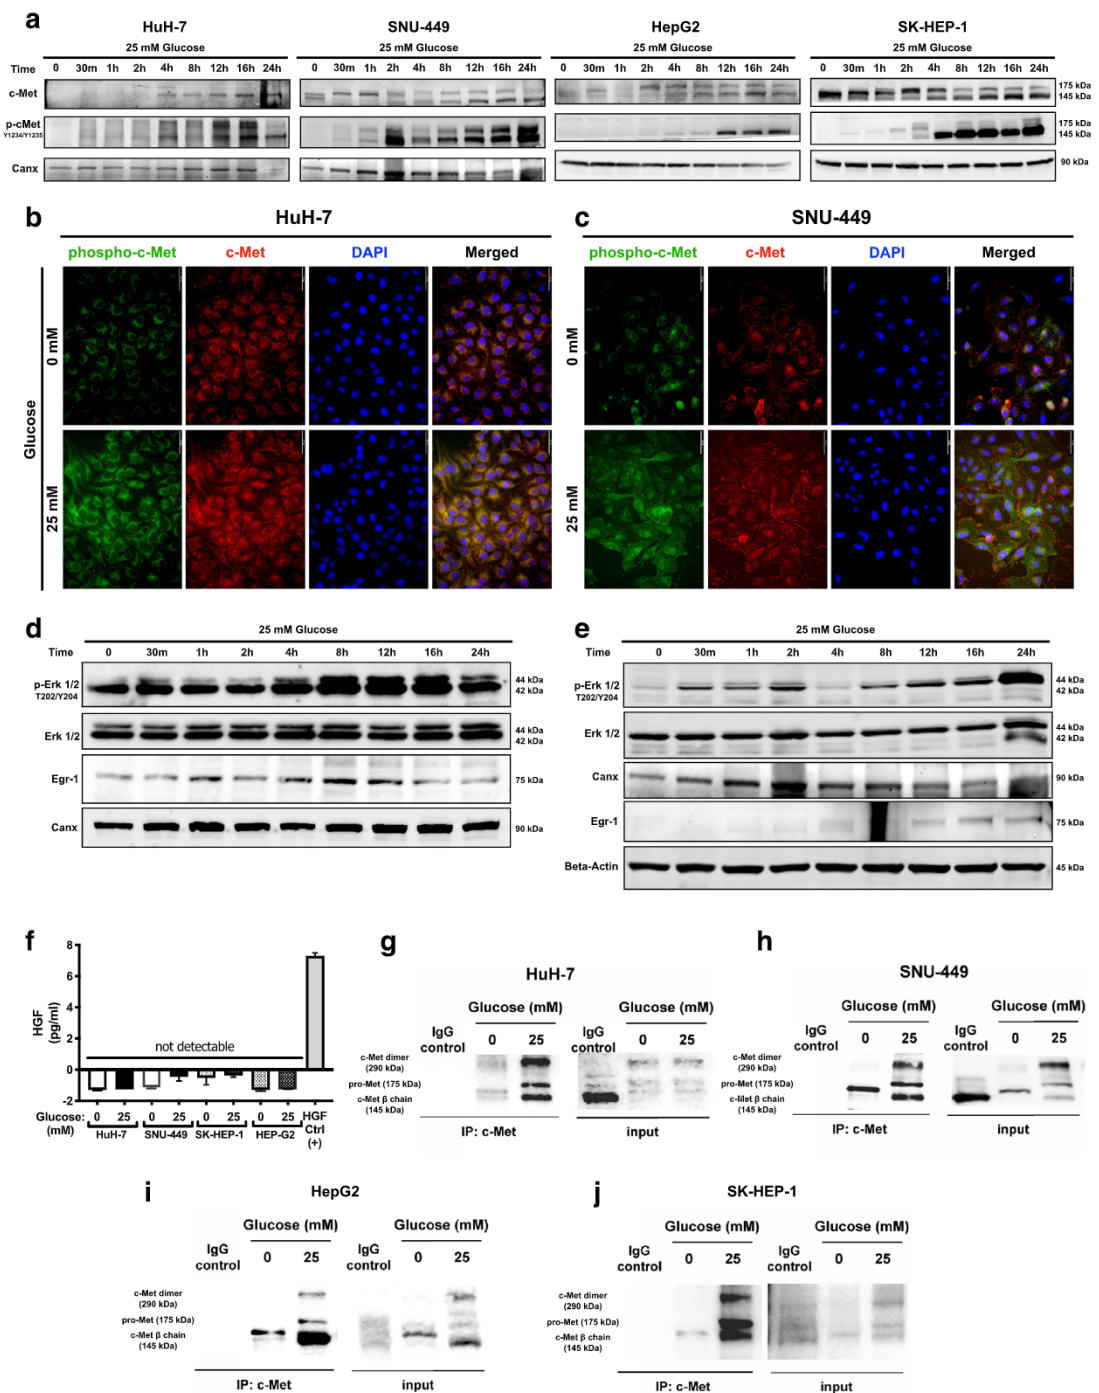 a
HuH-7
SNU-449
HepG2
SK-HEP-1
25 mM Glucose
25 mM Glucose
25 mM Glucose
25 mM Glucose
Time 0 30m 1h 2h 4h 8h 12h 16h 24h
0 30m 1h 2h 4h 8h 12h 16h 24h
0 30m 1h 2h 4h 8h 12h 16h 24h
0 30m 1h 2h 4h 8h 12h 16h 24h
c-Met
175 kDa
145 kDa
p-cMet
Y1234/Y1235
175 kDa
145 kDa
Canx
90 kDa
b
HuH-7
phospho-c-Met c-Met DAPI Merged
Glucose
0 mM
25 mM
c
SNU-449
phospho-c-Met c-Met DAPI Merged
0 mM
25 mM
d
25 mM Glucose
Time 0 30m 1h 2h 4h 8h 12h 16h 24h
p-Erk 1/2
T202/Y204
44 kDa
42 kDa
Erk 1/2
44 kDa
42 kDa
Egr-1
75 kDa
Canx
90 kDa
e
25 mM Glucose
Time 0 30m 1h 2h 4h 8h 12h 16h 24h
p-Erk 1/2
T202/Y204
44 kDa
42 kDa
Erk 1/2
44 kDa
42 kDa
Canx
90 kDa
Egr-1
75 kDa
Beta-Actin
45 kDa
f
HGF
(pg/ml)
8
6
4
2
0
-2
not detectable
Glucose:
(mM)
0 25 0 25 0 25 0 25
HuH-7 SNU-449 SK-HEP-1 HEP-G2
HGF
Ctrl
(+)
g
HuH-7
Glucose (mM) Glucose (mM)
IgG
control
0 25
IgG
control
0 25
c-Met dimer
(290 kDa)
pro-Met (175 kDa)
c-Met β chain
(145 kDa)
IP: c-Met
input
h
SNU-449
Glucose (mM) Glucose (mM)
IgG
control
0 25
IgG
control
0 25
c-Met dimer
(290 kDa)
pro-Met (175 kDa)
c-Met β chain
(145 kDa)
IP: c-Met
input
i
HepG2
Glucose (mM) Glucose (mM)
IgG
control
0 25
IgG
control
0 25
c-Met dimer
(290 kDa)
pro-Met (175 kDa)
c-Met β chain
(145 kDa)
IP: c-Met
input
j
SK-HEP-1
Glucose (mM) Glucose (mM)
IgG
control
0 25
IgG
control
0 25
c-Met dimer
(290 kDa)
pro-Met (175 kDa)
c-Met β chain
(145 kDa)
IP: c-Met
input